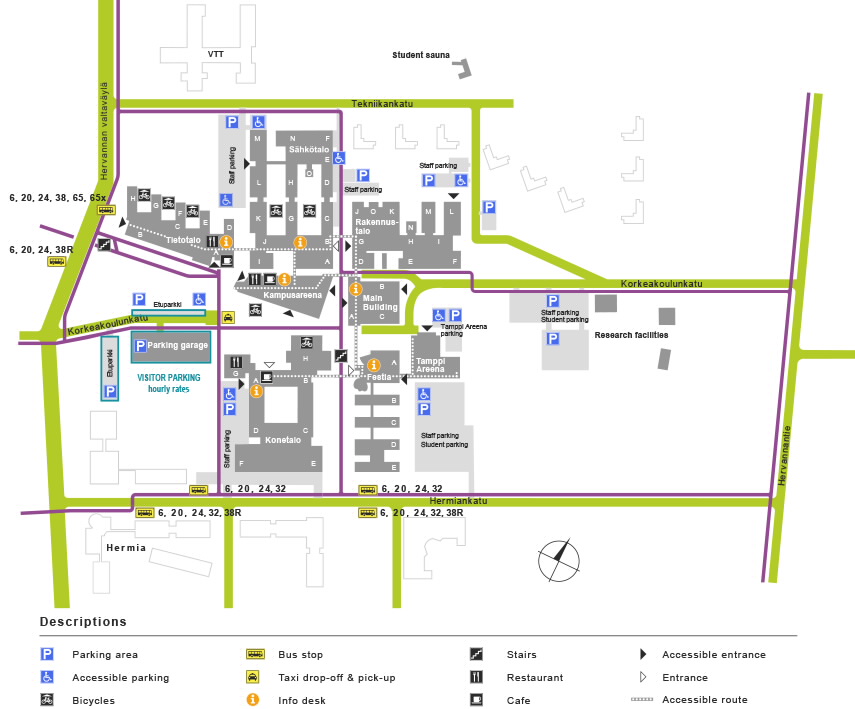 VTT
Student sauna
Tekniikankatu
Hervannan valtaväylä
M
N
F
Sähkötalo
E
D
Staff parking
L
H
D
Staff parking
Staff parking
6, 20, 24, 38, 65, 65x
H
G
F
E
D
C
B
A
Tietotalo
K
G
C
J
B
I
A
J O K
M
L
Rakennus-
talo
G
N
H
I
D
E
F
6, 20, 24, 38R
Kampusareena
Main
Building
B
A
C
Korkeakoulunkatu
Staff parking
Student parking
Research facilities
Etuparkki
Korkeakoulunkatu
Parking garage
VISITOR PARKING
hourly rates
Etuparkki
Tamppi Areena
parking
Tamppi
Areena
Festia
A
B
C
D
E
H
G
A
B
D
C
Konetalo
F
E
Staff parking
Staff parking
Student parking
Hervannantie
6, 20, 24,32
6, 20, 24,32
Hermiankatu
6, 20, 24,32,38R
6, 20, 24,32,38R
Hermia
Descriptions
P Parking area
Accessible parking
Bicycles
Bus stop
Taxi drop-off & pick-up
i Info desk
Stairs
Restaurant
Cafe
Accessible entrance
Entrance
Accessible route